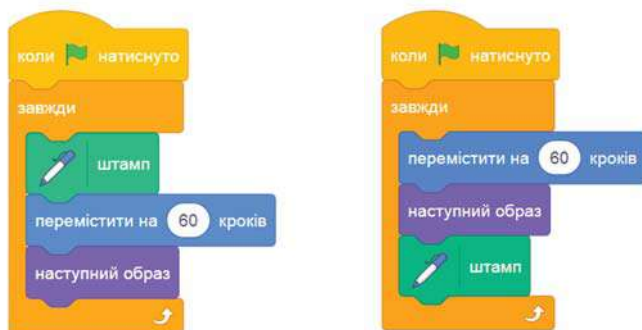 коли натиснуто
завжди
штамп
перемістити на 60 кроків
наступний образ
коли натиснуто
завжди
перемістити на 60 кроків
наступний образ
штамп